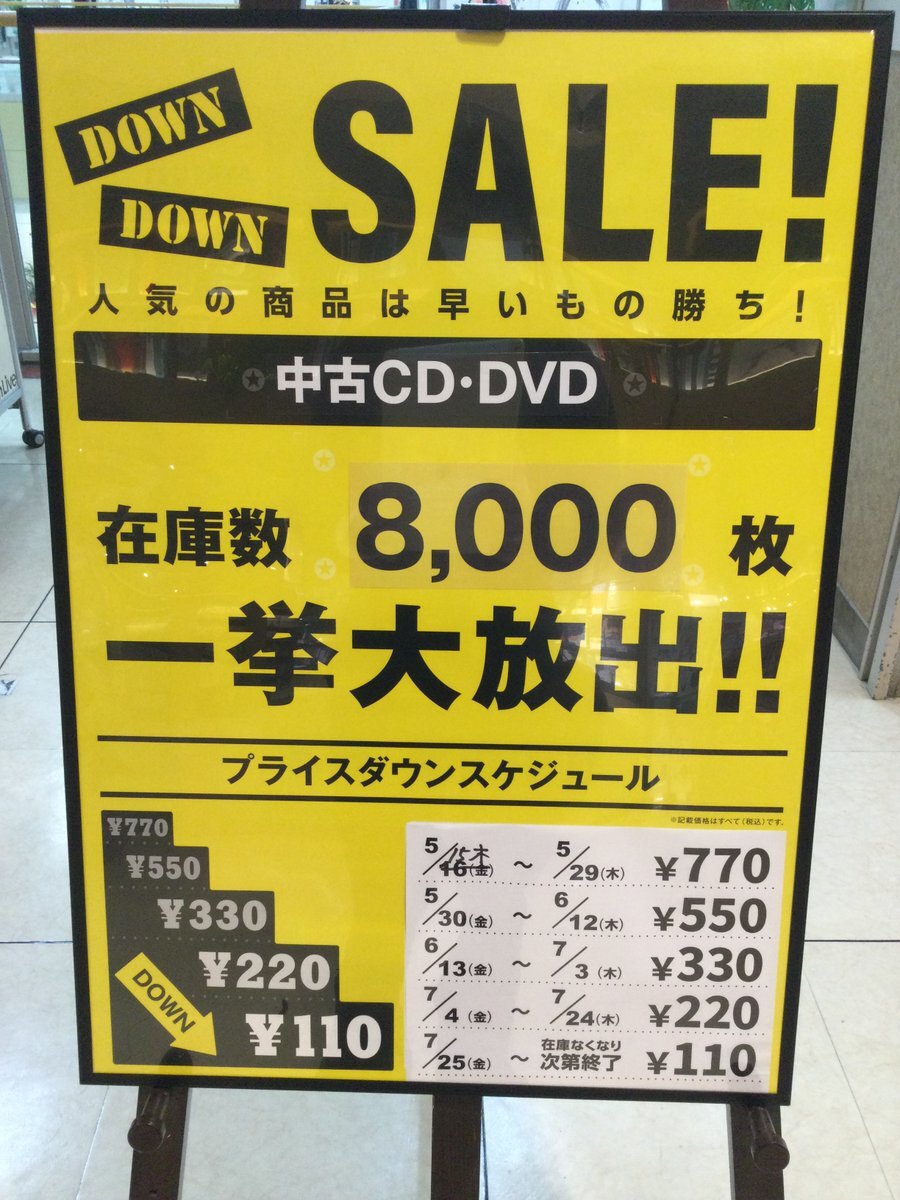 DOWN
DOWN
SALE!
人気の商品は早いもの勝ち!
中古CD・DVD
在庫数 8,000 枚
一挙大放出!!
プライスダウンスケジュール
※記載価格はすべて(税込)です。
¥770
¥550
¥330
¥220
¥110
DOWN
5/16(金) 15木 ~ 5/29(木) ¥770
5/30(金) ~ 6/12(木) ¥550
6/13(金) ~ 7/3(木) ¥330
7/4(金) ~ 7/24(木) ¥220
7/25(金) ~ 在庫なくなり次第終了 ¥110